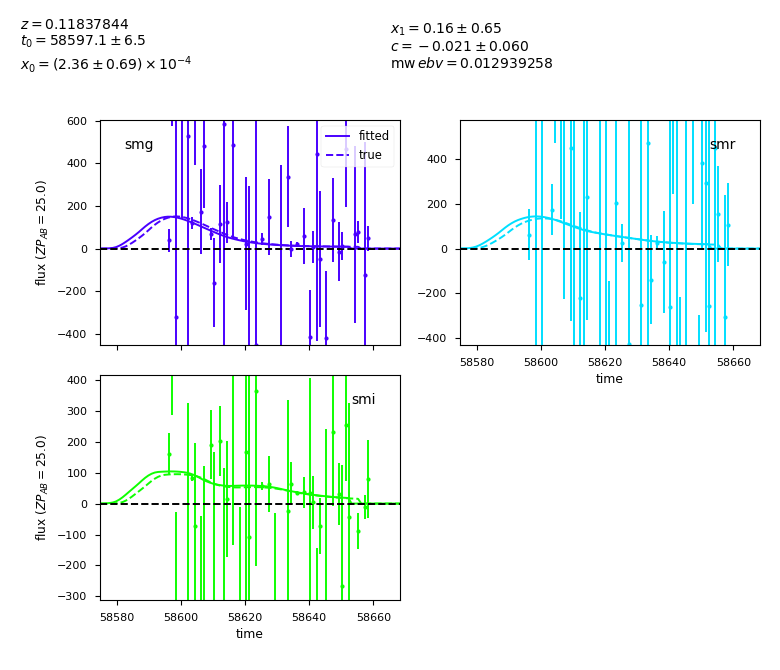 z = 0.11837844
t₀ = 58597.1 ± 6.5
x₀ = (2.36 ± 0.69) × 10⁻⁴
x₁ = 0.16 ± 0.65
c = −0.021 ± 0.060
mw ebv = 0.012939258
smg
fitted
true
600
400
200
0
−200
−400
flux (ZP_AB = 25.0)
smr
400
200
0
−200
−400
58580 58600 58620 58640 58660
time
smi
400
300
200
100
0
−100
−200
−300
flux (ZP_AB = 25.0)
58580 58600 58620 58640 58660
time